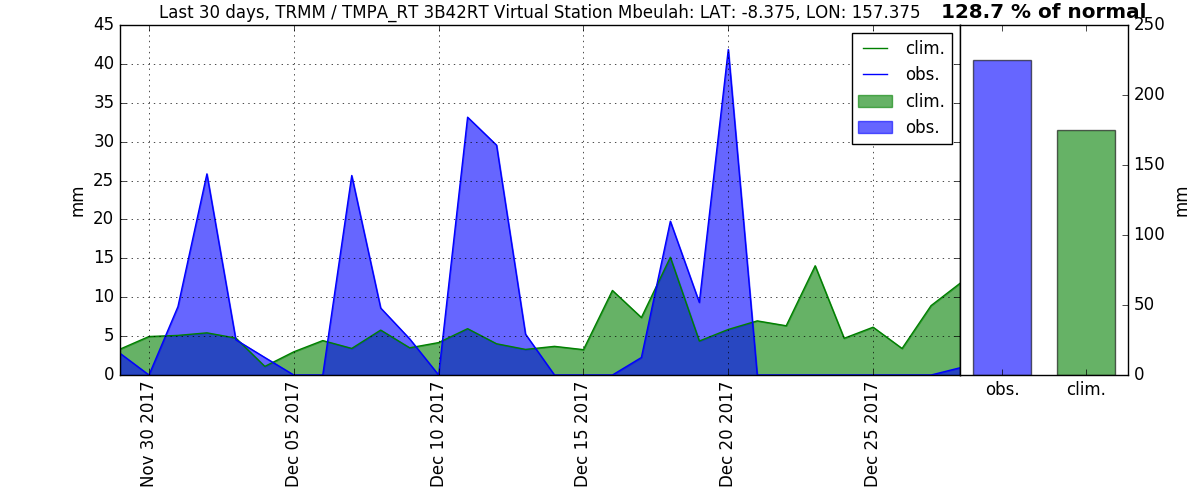 Last 30 days, TRMM / TMPA_RT 3B42RT Virtual Station Mbeulah: LAT: -8.375, LON: 157.375
128.7 % of normal
45
40
35
30
25
20
15
10
5
0
mm
clim.
obs.
clim.
obs.
Nov 30 2017
Dec 05 2017
Dec 10 2017
Dec 15 2017
Dec 20 2017
Dec 25 2017
250
200
150
100
50
0
mm
obs.
clim.